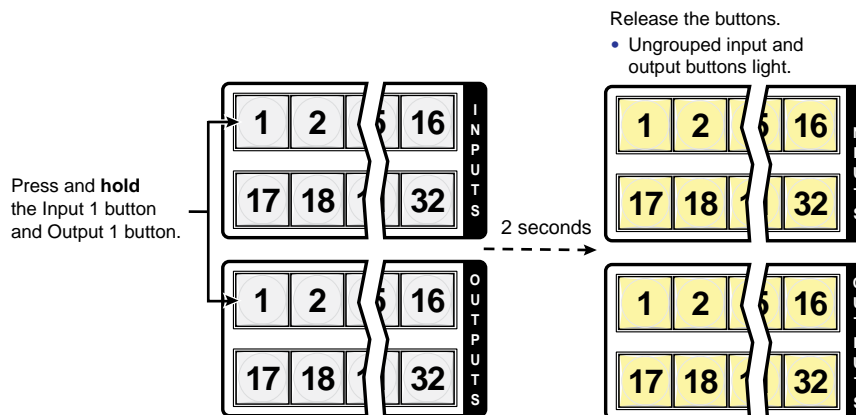 Release the buttons.
• Ungrouped input and
output buttons light.
Press and hold
the Input 1 button
and Output 1 button.
1 2 16
17 18 32
INPUTS
1 2 16
17 18 32
OUTPUTS
2 seconds
1 2 16
17 18 32
1 2 16
17 18 32